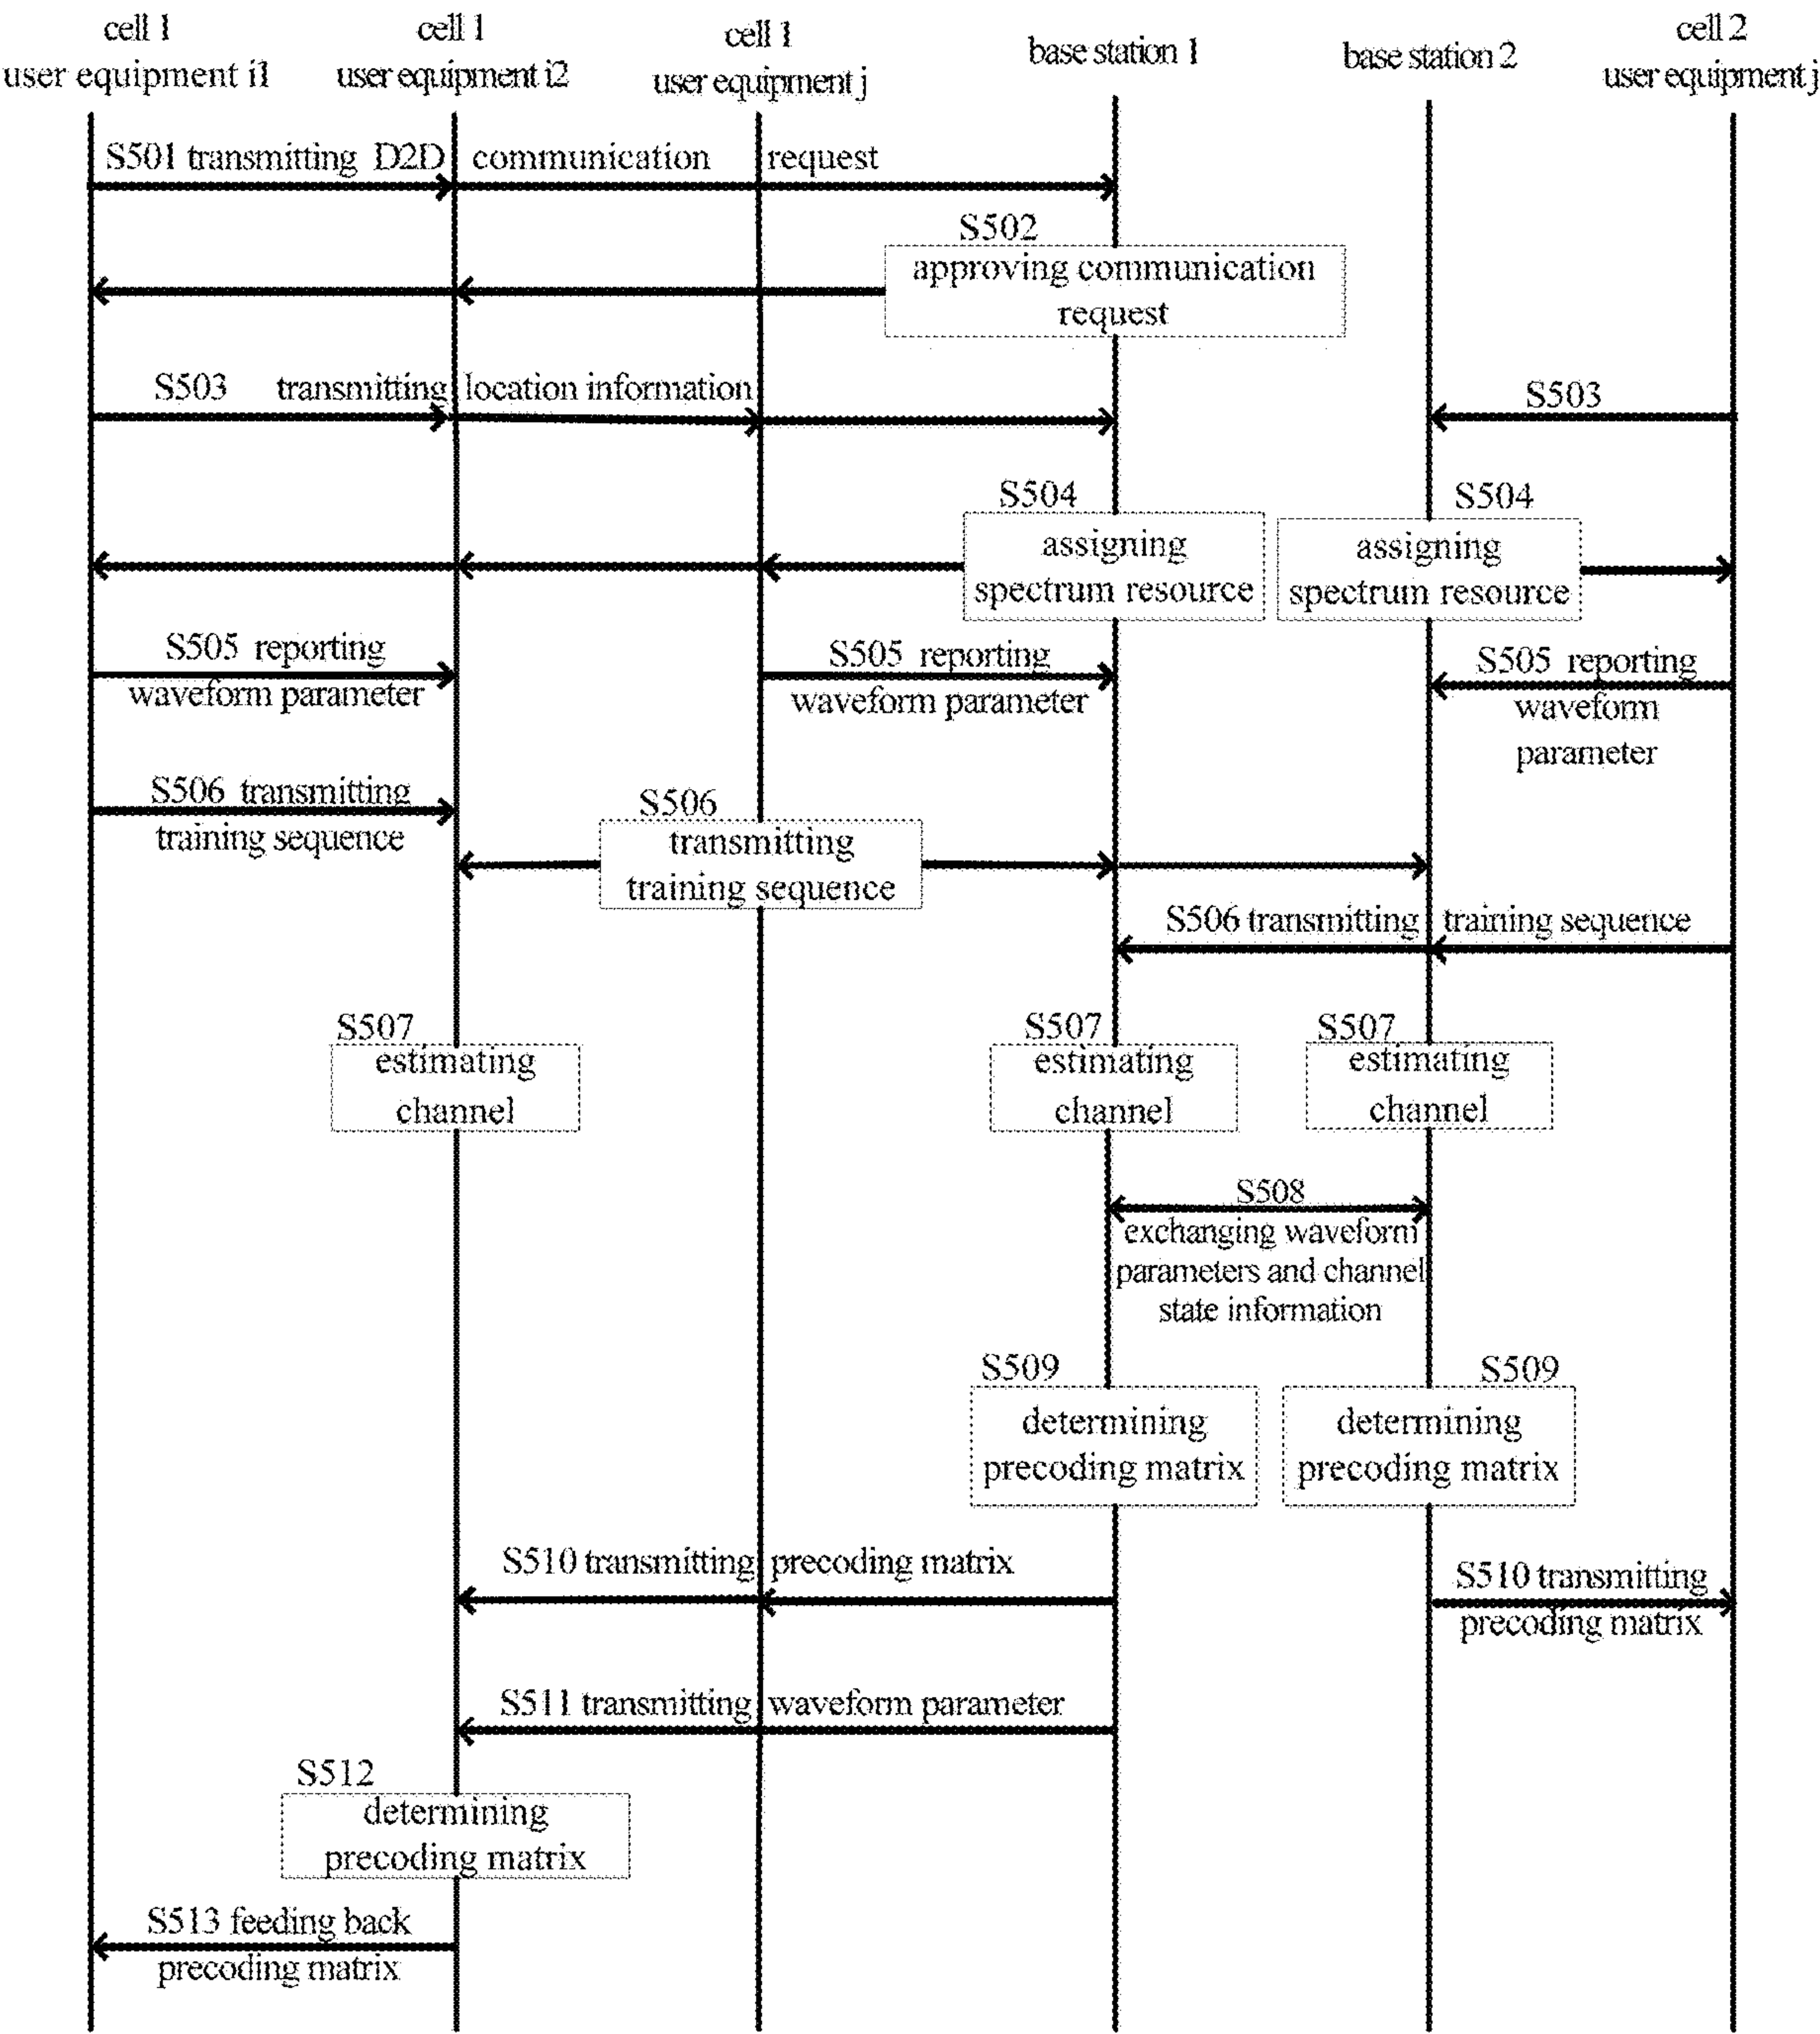 cell 1
user equipment i1
cell 1
user equipment i2
cell 1
user equipment j
base station 1
base station 2
cell 2
user equipment j
S501 transmitting D2D communication request
S502
approving communication
request
S503 transmitting location information
S503
S504
assigning
spectrum resource
S504
assigning
spectrum resource
S505 reporting
waveform parameter
S505 reporting
waveform parameter
S505 reporting
waveform
parameter
S506 transmitting
training sequence
S506
transmitting
training sequence
S506 transmitting training sequence
S507
estimating
channel
S507
estimating
channel
S507
estimating
channel
S508
exchanging waveform
parameters and channel
state information
S509
determining
precoding matrix
S509
determining
precoding matrix
S510 transmitting precoding matrix
S510 transmitting
precoding matrix
S511 transmitting waveform parameter
S512
determining
precoding matrix
S513 feeding back
precoding matrix